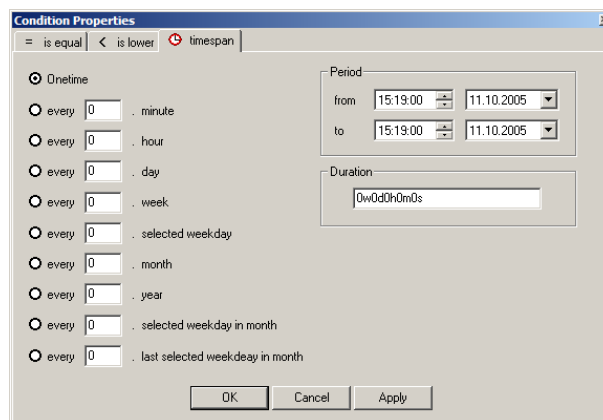 Condition Properties
= is equal < is lower timespan
Onetime
every 0 . minute
every 0 . hour
every 0 . day
every 0 . week
every 0 . selected weekday
every 0 . month
every 0 . year
every 0 . selected weekday in month
every 0 . last selected weekdeay in month
Period
from 15:19:00 11.10.2005
to 15:19:00 11.10.2005
Duration
0w0d0h0m0s
OK Cancel Apply